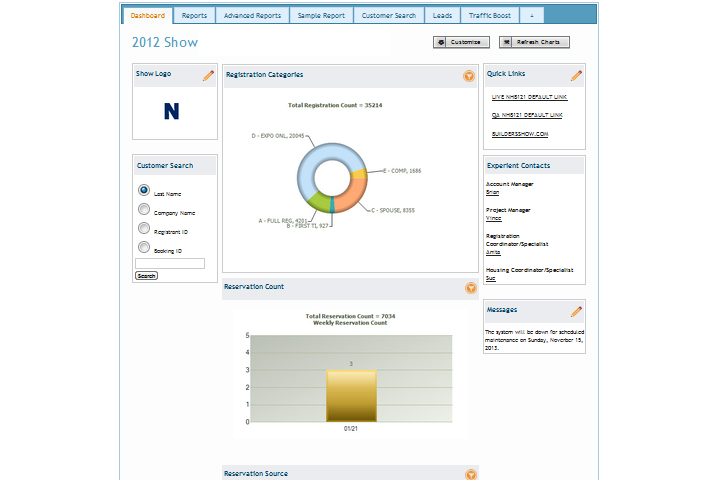 Dashboard
Reports
Advanced Reports
Sample Report
Customer Search
Leads
Traffic Boost
+
2012 Show
Customize
Refresh Charts
Show Logo
N
Customer Search
Last Name
Company Name
Registrant ID
Booking ID
Search
Registration Categories
Total Registration Count = 35214
D - EXPO ONL, 20045
E - COMP, 1686
C - SPOUSE, 8355
A - FULL REG, 4201
B - FIRST TI, 927
Reservation Count
Total Reservation Count = 7034
Weekly Reservation Count
5
4
3
2
1
0
3
01/21
Reservation Source
Quick Links
LIVE NHS121 DEFAULT LINK
QA NHS121 DEFAULT LINK
BUILDERSSHOW.COM
Experient Contacts
Account Manager
Brian
Project Manager
Vince
Registration
Coordinator/Specialist
Anita
Housing Coordinator/Specialist
Sue
Messages
The system will be down for scheduled
maintenance on Sunday, November 15,
2015.